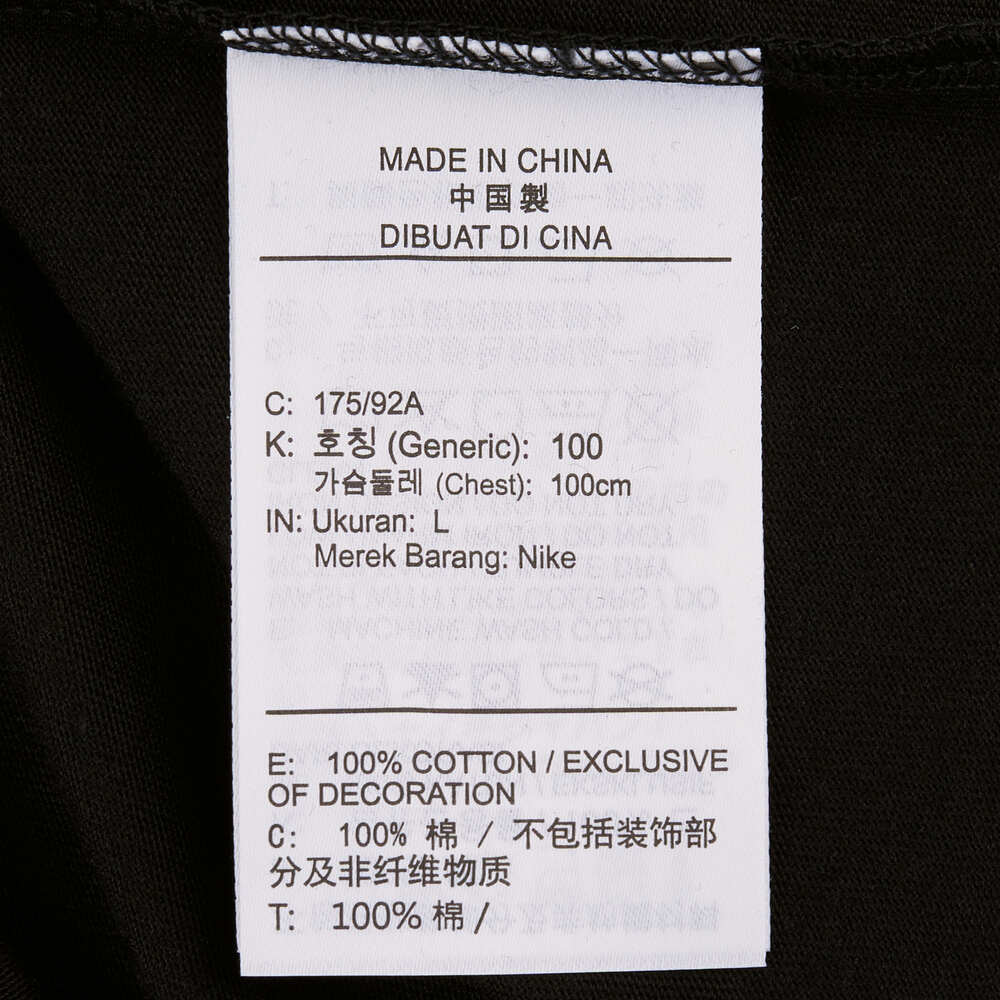 MADE IN CHINA
中国製
DIBUAT DI CINA
C: 175/92A
K: 호칭 (Generic): 100
가슴둘레 (Chest): 100cm
IN: Ukuran: L
Merek Barang: Nike
E: 100% COTTON / EXCLUSIVE
OF DECORATION
C: 100% 棉 / 不包括装饰部
分及非纤维物质
T: 100% 棉 /